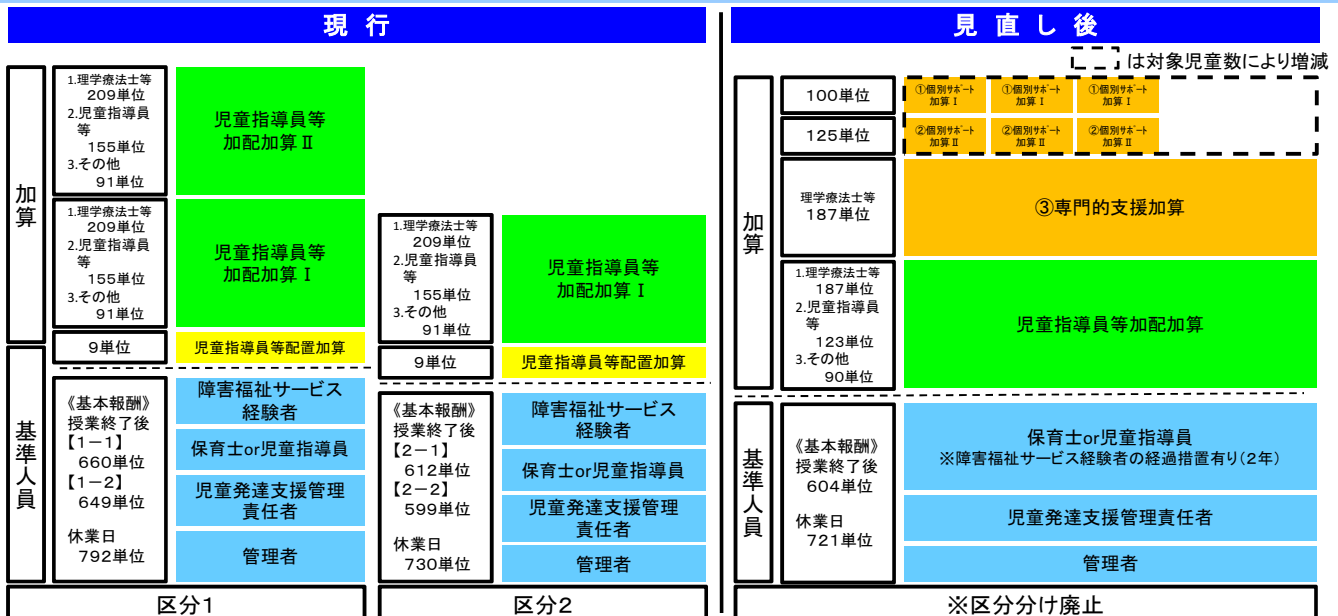 現 行
加算
1.理学療法士等
209単位
2.児童指導員
等
155単位
3.その他
91単位
児童指導員等
加配加算Ⅱ
1.理学療法士等
209単位
2.児童指導員
等
155単位
3.その他
91単位
児童指導員等
加配加算Ⅰ
9単位
児童指導員等配置加算
基準人員
《基本報酬》
授業終了後
【1-1】
660単位
【1-2】
649単位
休業日
792単位
障害福祉サービス
経験者
保育士or児童指導員
児童発達支援管理
責任者
管理者
区分1
1.理学療法士等
209単位
2.児童指導員
等
155単位
3.その他
91単位
児童指導員等
加配加算Ⅰ
9単位
児童指導員等配置加算
《基本報酬》
授業終了後
【2-1】
612単位
【2-2】
599単位
休業日
730単位
障害福祉サービス
経験者
保育士or児童指導員
児童発達支援管理
責任者
管理者
区分2
見 直 し 後
は対象児童数により増減
加算
100単位
①個別サポート
加算Ⅰ
①個別サポート
加算Ⅰ
①個別サポート
加算Ⅰ
125単位
②個別サポート
加算Ⅱ
②個別サポート
加算Ⅱ
②個別サポート
加算Ⅱ
理学療法士等
187単位
③専門的支援加算
1.理学療法士等
187単位
2.児童指導員
等
123単位
3.その他
90単位
児童指導員等加配加算
基準人員
《基本報酬》
授業終了後
604単位
休業日
721単位
保育士or児童指導員
※障害福祉サービス経験者の経過措置有り(2年)
児童発達支援管理責任者
管理者
※区分分け廃止